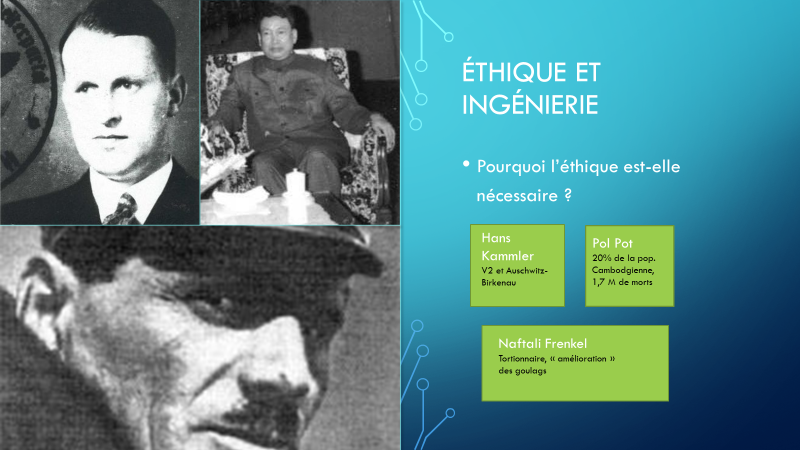 ÉTHIQUE ET
INGÉNIERIE
• Pourquoi l'éthique est-elle
nécessaire ?
Hans
Kammler
V2 et Auschwitz-
Birkenau
Pol Pot
20% de la pop.
Cambodgienne,
1,7 M de morts
Naftali Frenkel
Tortionnaire, « amélioration »
des goulags